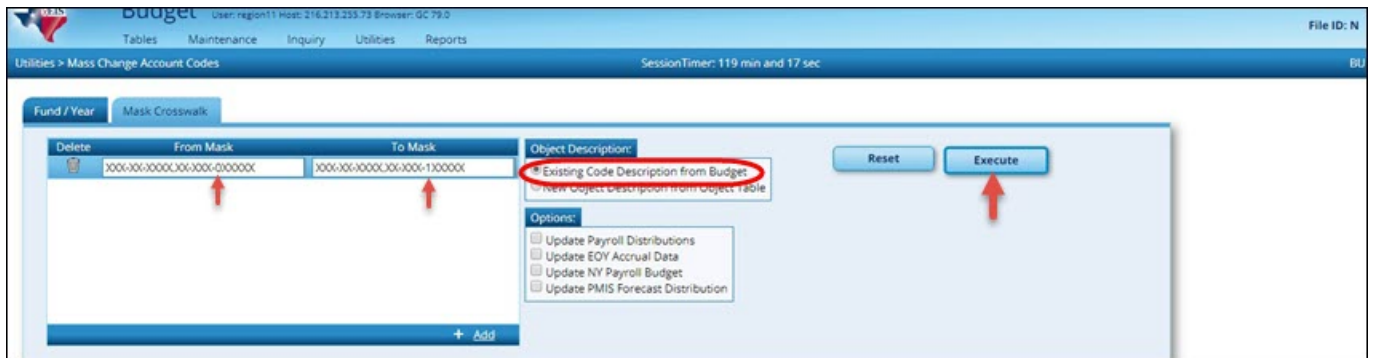 Budget User: region11 Host: 216.213.255.73 Browser: GC 79.0
File ID: N
Tables Maintenance Inquiry Utilities Reports
Utilities > Mass Change Account Codes SessionTimer: 119 min and 17 sec BU
Fund / Year Mask Crosswalk
Delete From Mask To Mask Object Description:
XXX-XX-XXXX.XX-XXX-0XXXXX XXX-XX-XXXX.XX-XXX-1XXXXX Existing Code Description from Budget Reset Execute
New Object Description from Object Table
Options:
Update Payroll Distributions
Update EOY Accrual Data
Update NY Payroll Budget
Update PMIS Forecast Distribution
+ Add